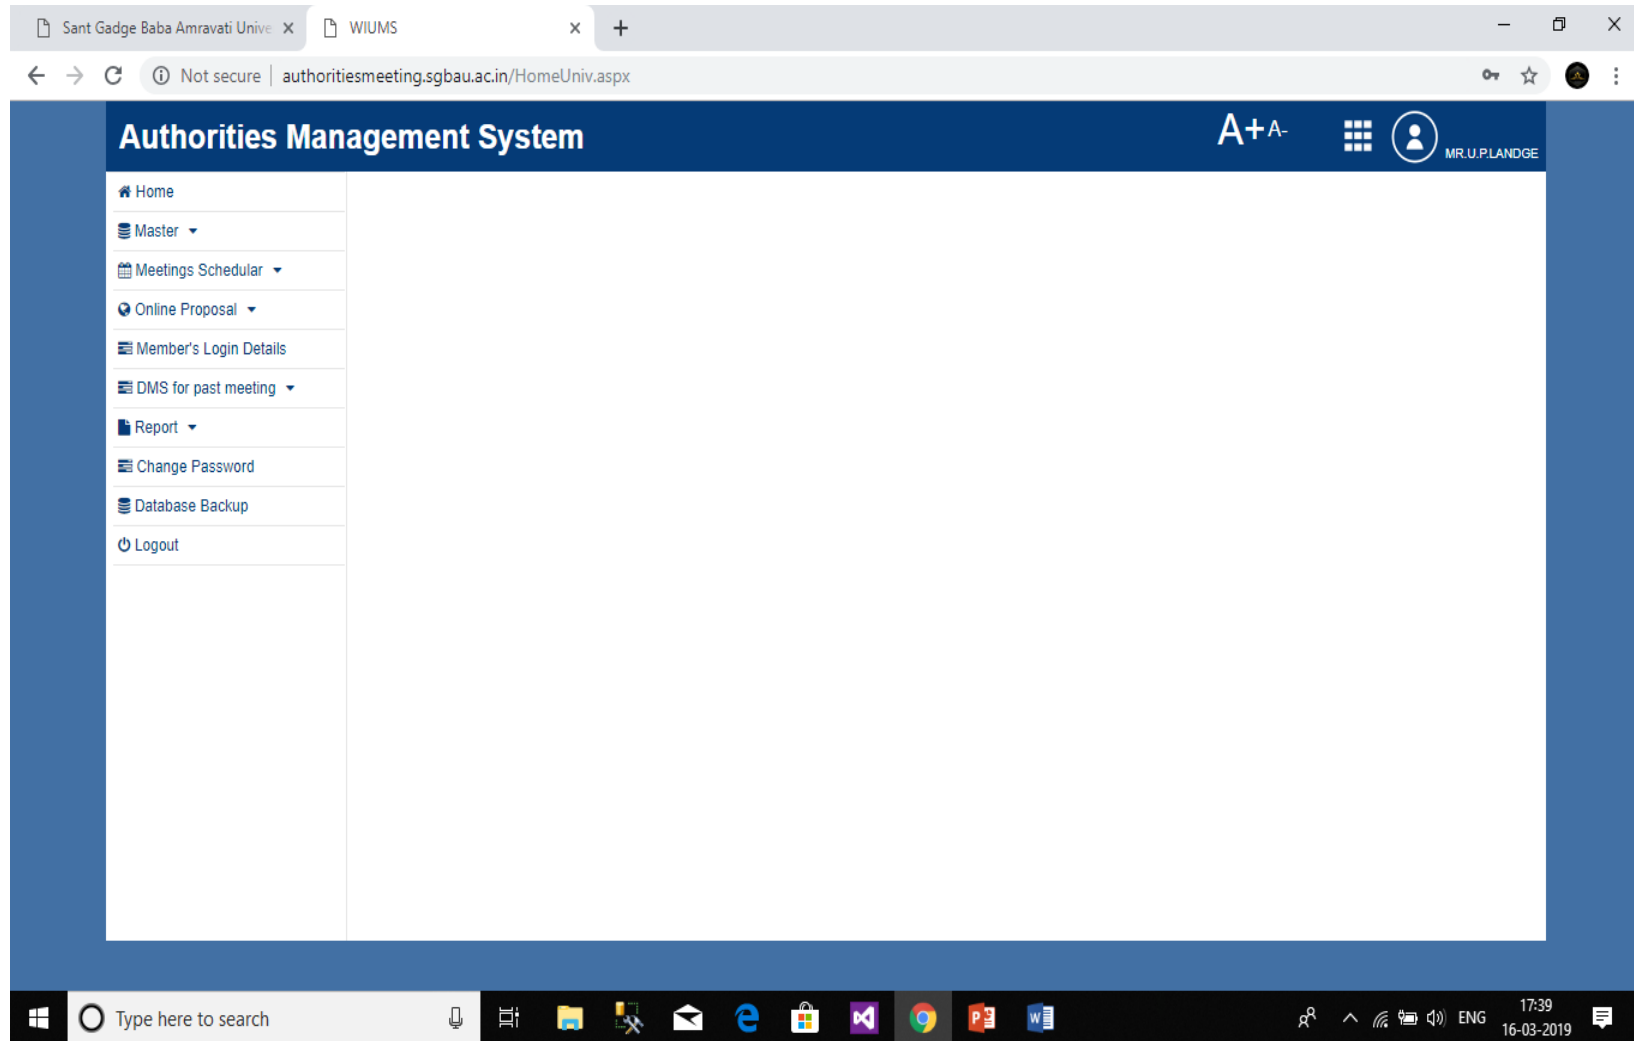 Sant Gadge Baba Amravati Unive
WIUMS
Not secure | authoritiesmeeting.sgbau.ac.in/HomeUniv.aspx
Authorities Management System
A+ A-
MR.U.P.LANDGE
Home
Master
Meetings Schedular
Online Proposal
Member's Login Details
DMS for past meeting
Report
Change Password
Database Backup
Logout
Type here to search
ENG
17:39
16-03-2019